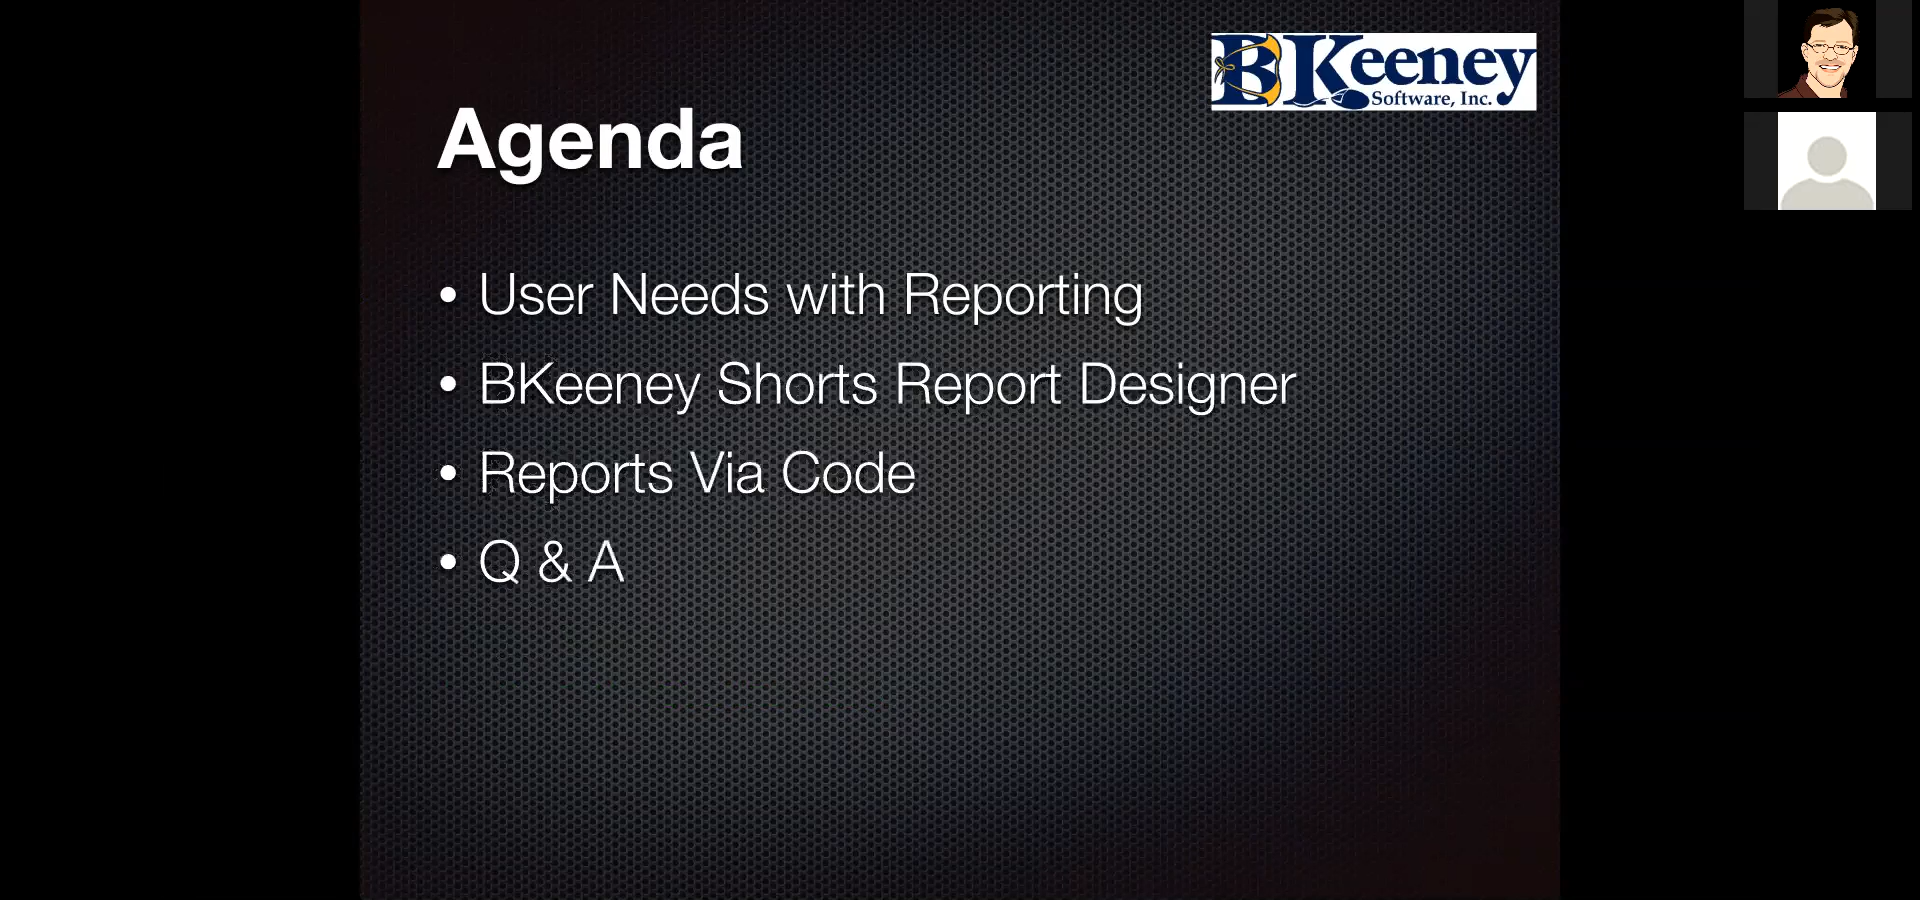 BKeeney
Software, Inc.
Agenda
• User Needs with Reporting
• BKeeney Shorts Report Designer
• Reports Via Code
• Q & A